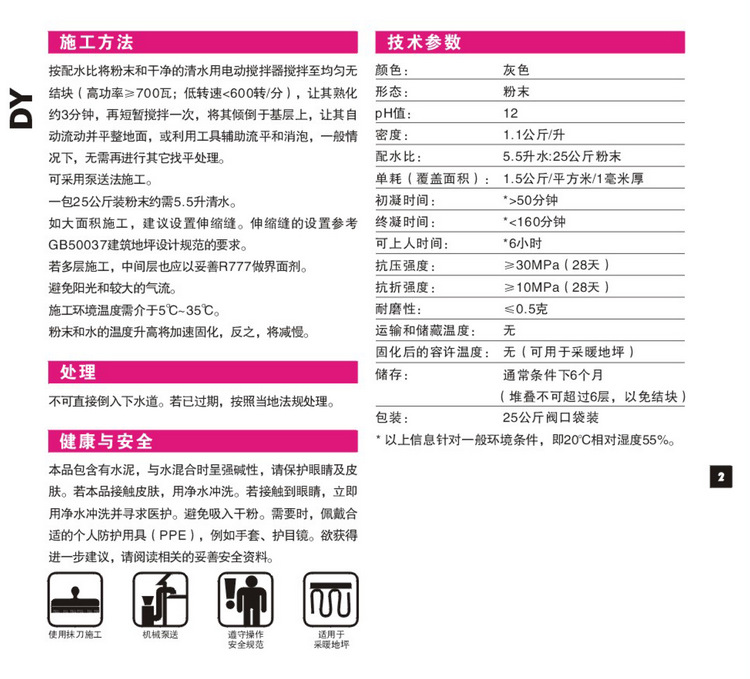 DY
施工方法
按配水比将粉末和干净的清水用电动搅拌器搅拌至均匀无
结块（高功率≥700瓦；低转速<600转/分），让其熟化
约3分钟，再短暂搅拌一次，将其倾倒于基层上，让其自
动流动并平整地面，或利用工具辅助流平和消泡，一般情
况下，无需再进行其它找平处理。
可采用泵送法施工。
一包25公斤装粉末约需5.5升清水。
如大面积施工，建议设置伸缩缝。伸缩缝的设置参考
GB50037建筑地坪设计规范的要求。
若多层施工，中间层也应以妥善R777做界面剂。
避免阳光和较大的气流。
施工环境温度需介于5℃~35℃。
粉末和水的温度升高将加速固化，反之，将减慢。
处理
不可直接倒入下水道。若已过期，按照当地法规处理。
健康与安全
本品包含有水泥，与水混合时呈强碱性，请保护眼睛及皮
肤。若本品接触皮肤，用净水冲洗。若接触到眼睛，立即
用净水冲洗并寻求医护。避免吸入干粉。需要时，佩戴合
适的个人防护用具（PPE），例如手套、护目镜。欲获得
进一步建议，请阅读相关的妥善安全资料。
使用抹刀施工
机械泵送
遵守操作
安全规范
适用于
采暖地坪
技术参数
颜色： 灰色
形态： 粉末
pH值： 12
密度： 1.1公斤/升
配水比： 5.5升水:25公斤粉末
单耗（覆盖面积）： 1.5公斤/平方米/1毫米厚
初凝时间： *>50分钟
终凝时间： *<160分钟
可上人时间： *6小时
抗压强度： ≥30MPa（28天）
抗折强度： ≥10MPa（28天）
耐磨性： ≤0.5克
运输和储藏温度： 无
固化后的容许温度： 无（可用于采暖地坪）
储存： 通常条件下6个月
（堆叠不可超过6层，以免结块）
包装： 25公斤阀口袋装
* 以上信息针对一般环境条件，即20℃相对湿度55%。
2